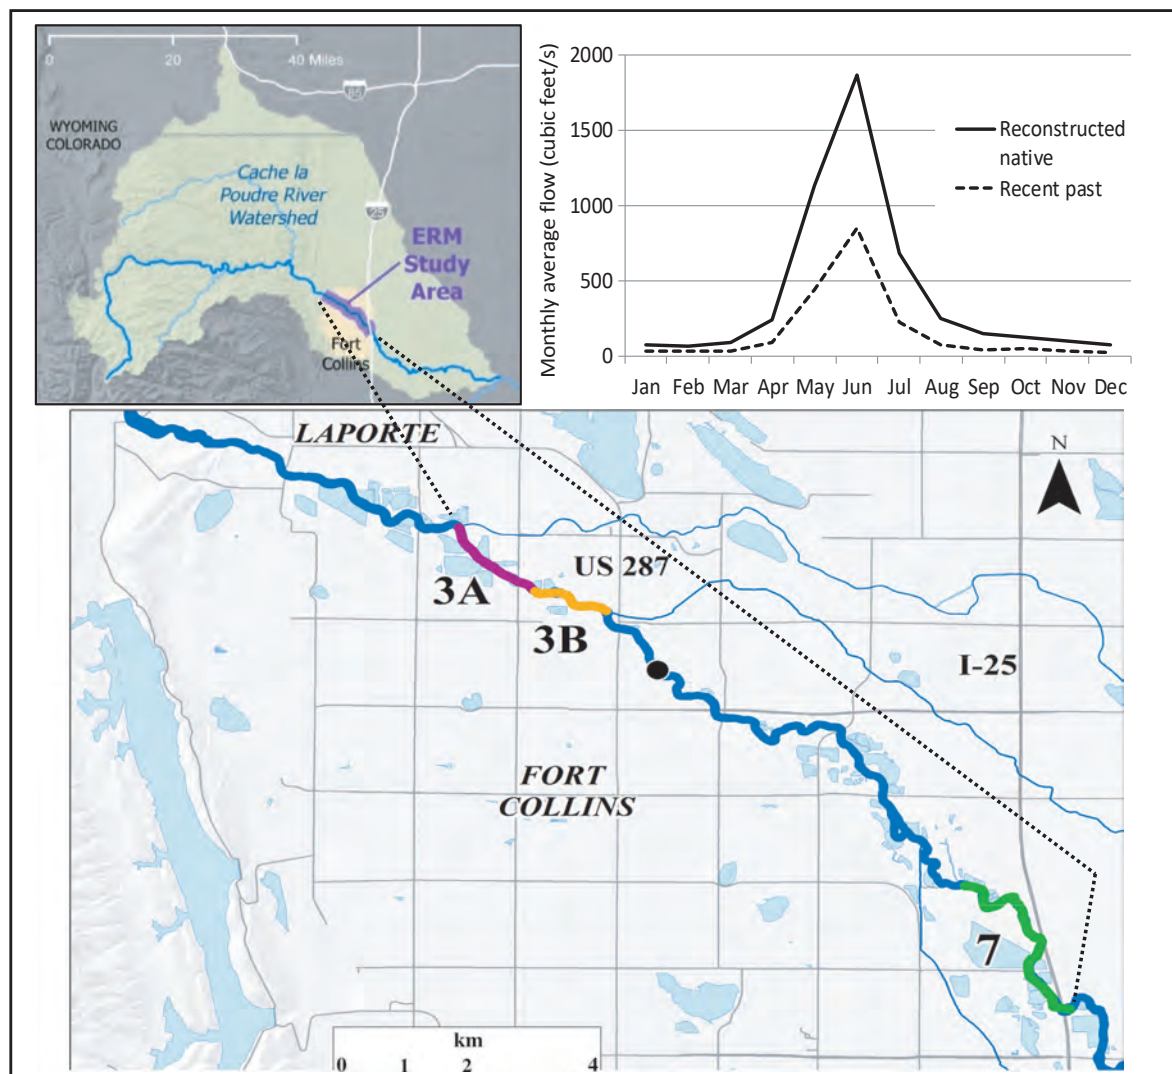 0 20 40 Miles
85
WYOMING
COLORADO
Cache la
Poudre River
Watershed
25
ERM
Study
Area
Fort
Collins
Monthly average flow (cubic feet/s)
2000
1500
1000
500
0
Jan Feb Mar Apr May Jun Jul Aug Sep Oct Nov Dec
Reconstructed
native
Recent past
LAPORTE
N
3A
US 287
3B
I-25
FORT
COLLINS
7
km
0 1 2 4